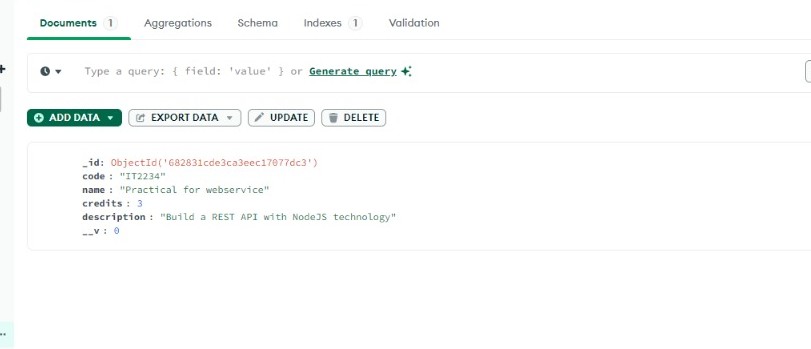 Documents 1 Aggregations Schema Indexes 1 Validation
Type a query: { field: 'value' } or Generate query
ADD DATA EXPORT DATA UPDATE DELETE
_id: ObjectId('682831cde3ca3eec17077dc3')
code : "IT2234"
name : "Practical for webservice"
credits : 3
description : "Build a REST API with NodeJS technology"
__v : 0